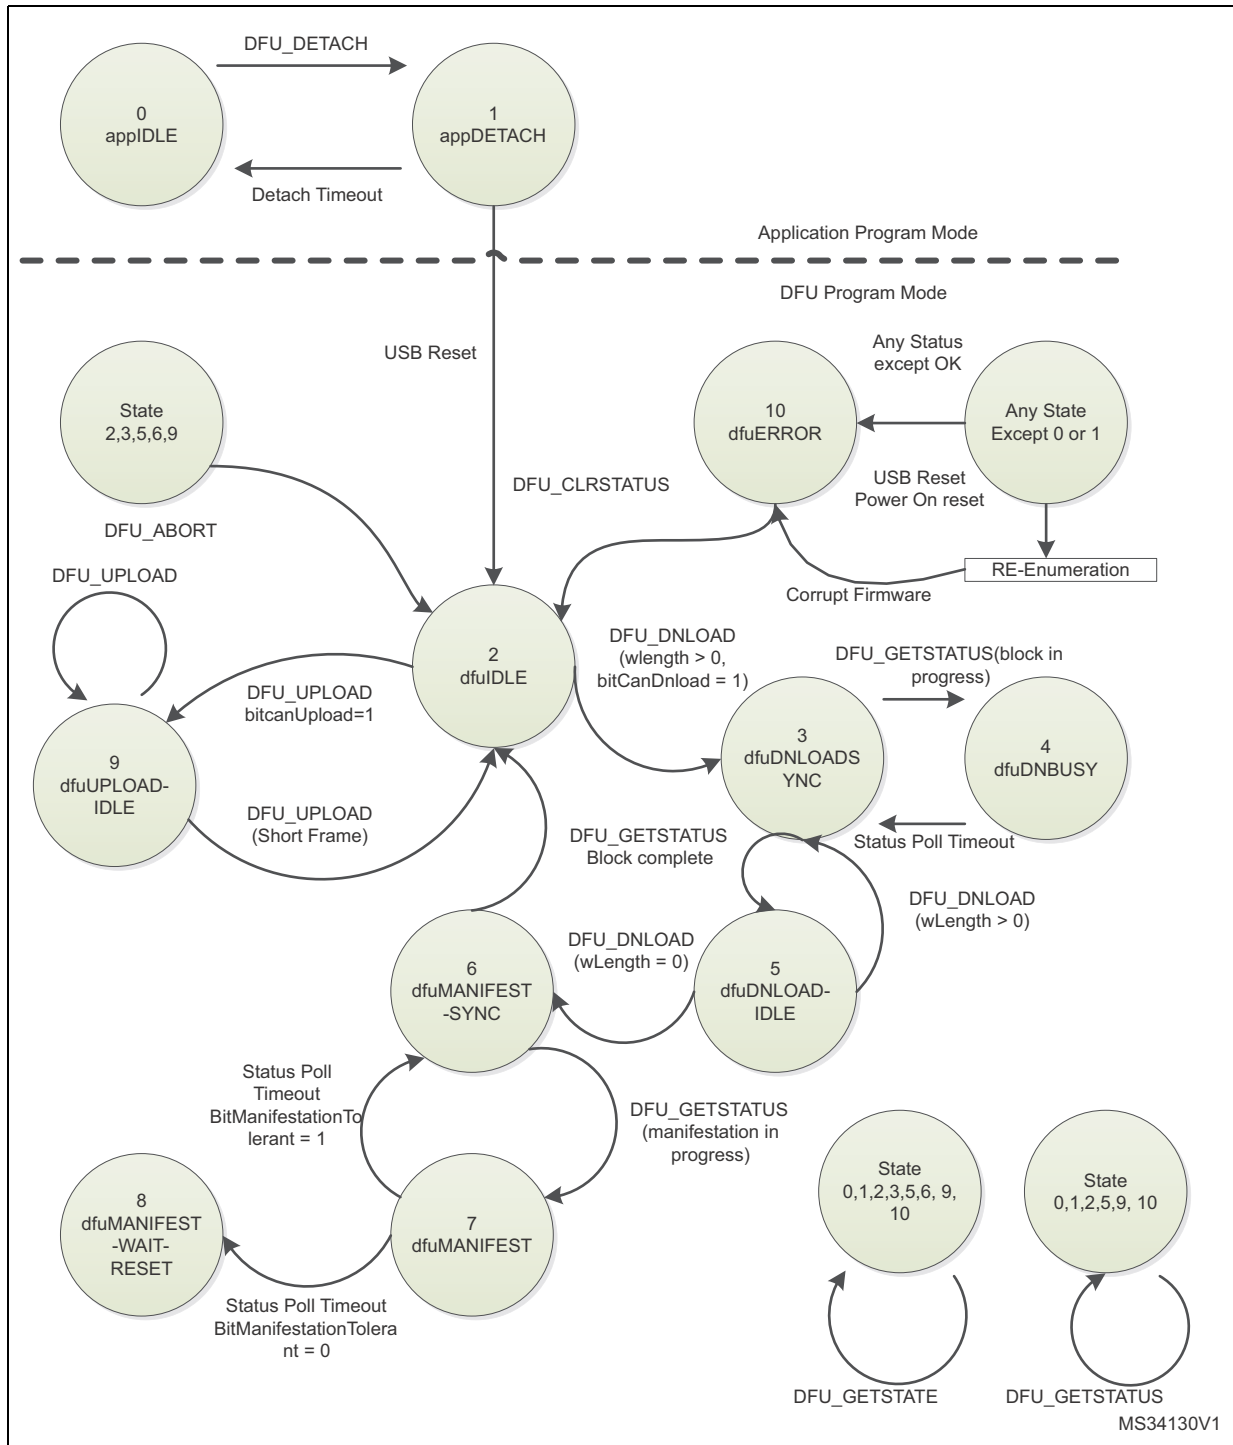 DFU_DETACH
0
appIDLE
1
appDETACH
Detach Timeout
Application Program Mode
DFU Program Mode
USB Reset
Any Status
except OK
State
2,3,5,6,9
10
dfuERROR
Any State
Except 0 or 1
USB Reset
Power On reset
DFU_CLRSTATUS
DFU_ABORT
RE-Enumeration
Corrupt Firmware
DFU_UPLOAD
2
dfuIDLE
DFU_DNLOAD
(wlength > 0,
bitCanDnload = 1)
DFU_GETSTATUS(block in
progress)
DFU_UPLOAD
bitcanUpload=1
3
dfuDNLOADS
YNC
4
dfuDNBUSY
9
dfuUPLOAD-
IDLE
DFU_UPLOAD
(Short Frame)
DFU_GETSTATUS
Block complete
Status Poll Timeout
DFU_DNLOAD
(wLength > 0)
DFU_DNLOAD
(wLength = 0)
6
dfuMANIFEST
-SYNC
5
dfuDNLOAD-
IDLE
Status Poll
Timeout
BitManifestationTo
lerant = 1
DFU_GETSTATUS
(manifestation in
progress)
State
0,1,2,3,5,6, 9,
10
State
0,1,2,5,9, 10
8
dfuMANIFEST
-WAIT-
RESET
7
dfuMANIFEST
Status Poll Timeout
BitManifestationTolera
nt = 0
DFU_GETSTATE
DFU_GETSTATUS
MS34130V1